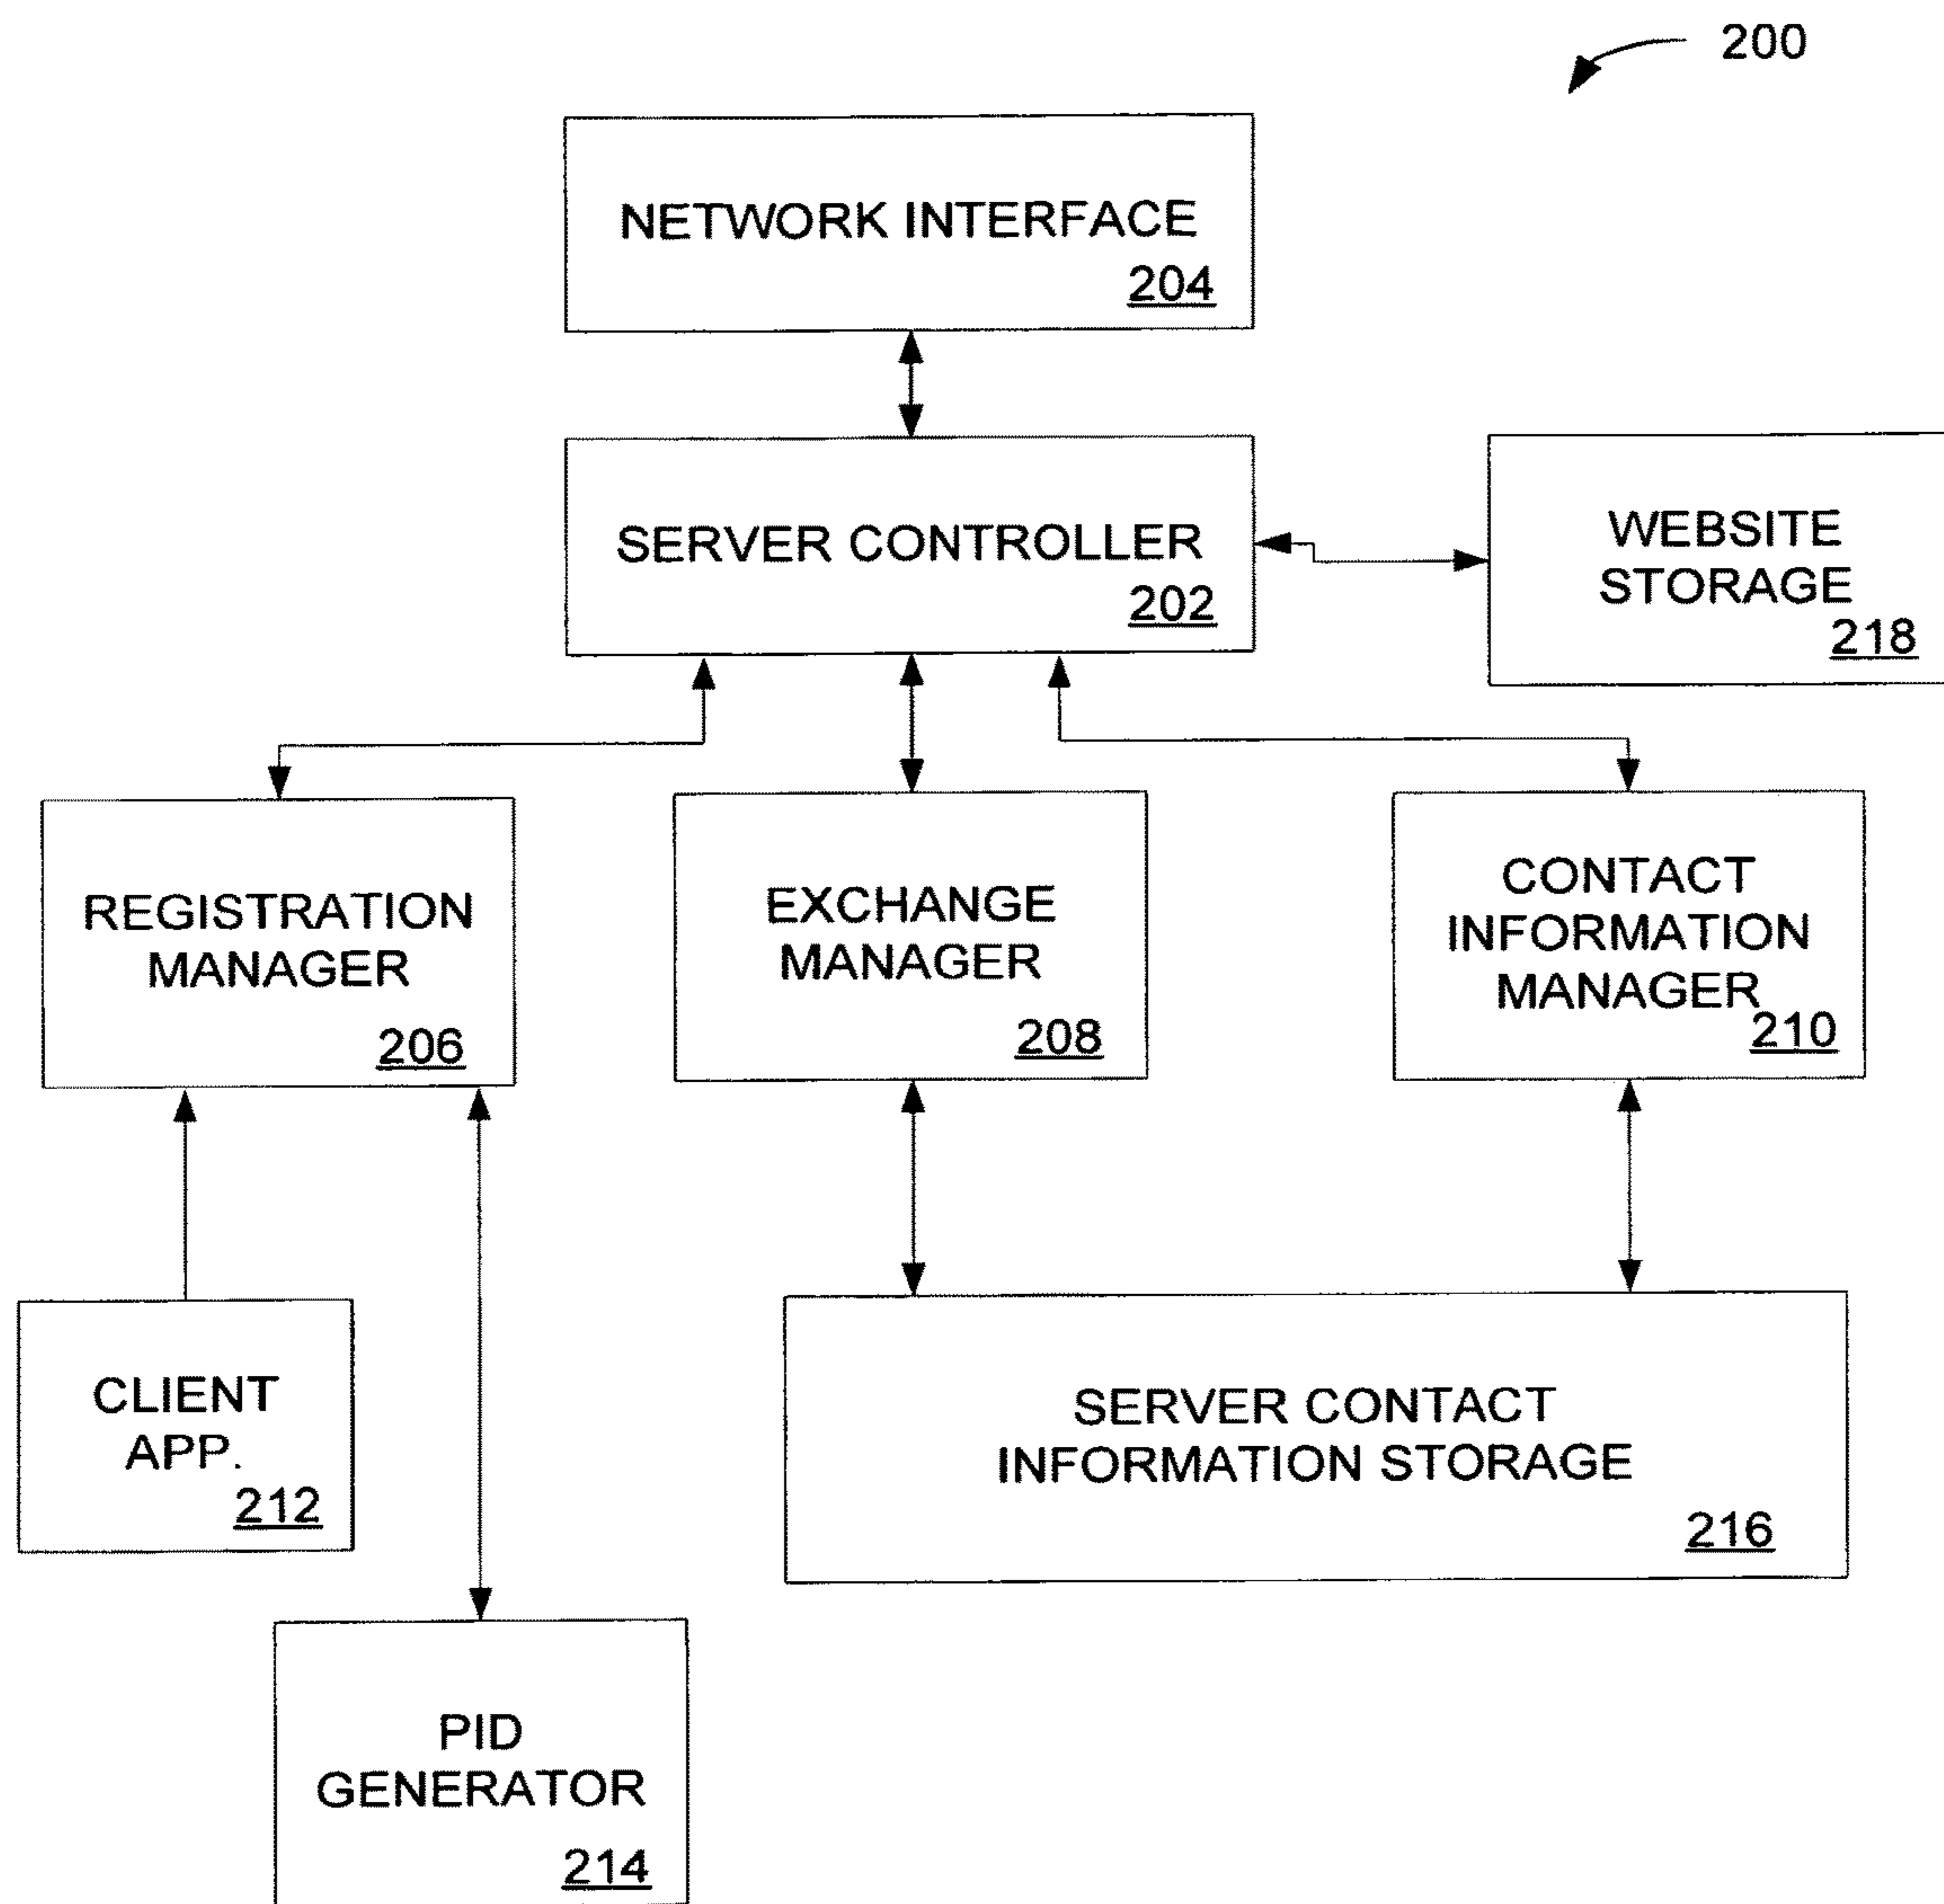 200
NETWORK INTERFACE
204
SERVER CONTROLLER
202
WEBSITE
STORAGE
218
REGISTRATION
MANAGER
206
EXCHANGE
MANAGER
208
CONTACT
INFORMATION
MANAGER
210
CLIENT
APP.
212
SERVER CONTACT
INFORMATION STORAGE
216
PID
GENERATOR
214